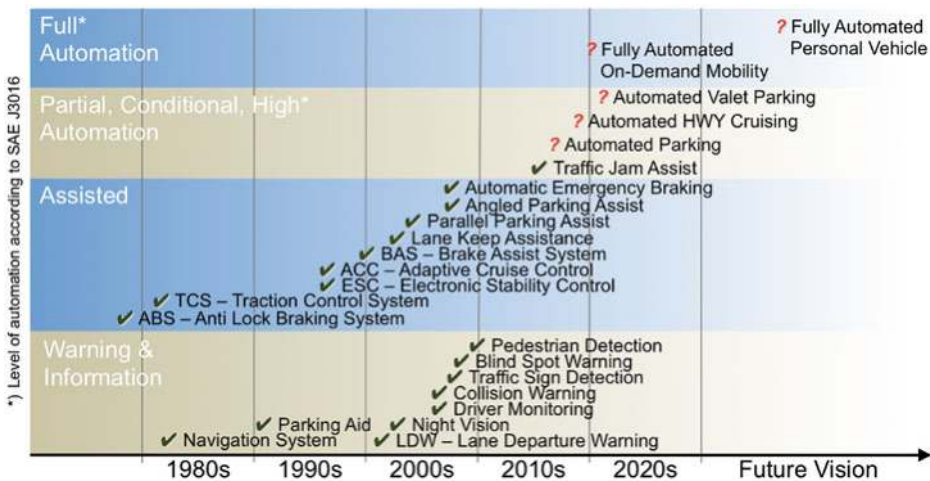 *) Level of automation according to SAE J3016
Full*
Automation
? Fully Automated
Personal Vehicle
? Fully Automated
On-Demand Mobility
Partial, Conditional, High*
Automation
? Automated Valet Parking
? Automated HWY Cruising
? Automated Parking
✔ Traffic Jam Assist
Assisted
✔ Automatic Emergency Braking
✔ Angled Parking Assist
✔ Parallel Parking Assist
✔ Lane Keep Assistance
✔ BAS – Brake Assist System
✔ ACC – Adaptive Cruise Control
✔ ESC – Electronic Stability Control
✔ TCS – Traction Control System
✔ ABS – Anti Lock Braking System
Warning &
Information
✔ Pedestrian Detection
✔ Blind Spot Warning
✔ Traffic Sign Detection
✔ Collision Warning
✔ Driver Monitoring
✔ Parking Aid ✔ Night Vision
✔ Navigation System ✔ LDW – Lane Departure Warning
1980s 1990s 2000s 2010s 2020s Future Vision